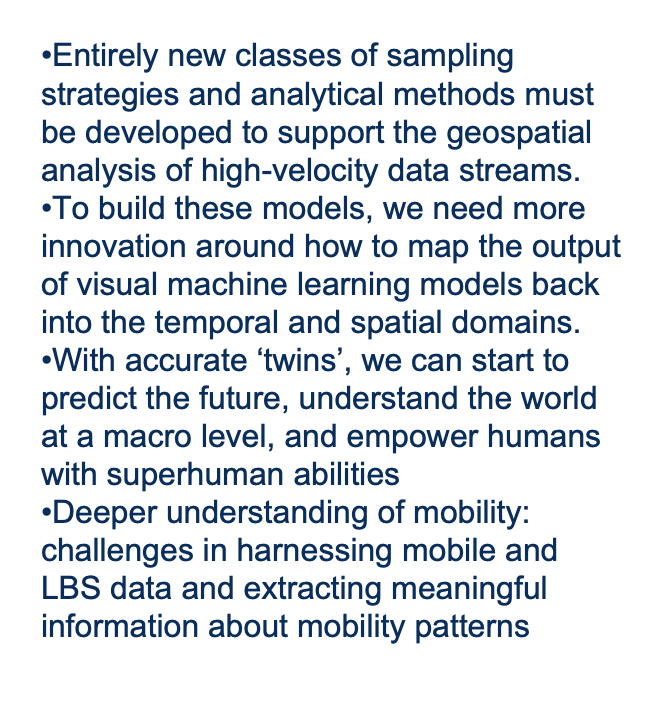 •Entirely new classes of sampling
strategies and analytical methods must
be developed to support the geospatial
analysis of high-velocity data streams.
•To build these models, we need more
innovation around how to map the output
of visual machine learning models back
into the temporal and spatial domains.
•With accurate ‘twins’, we can start to
predict the future, understand the world
at a macro level, and empower humans
with superhuman abilities
•Deeper understanding of mobility:
challenges in harnessing mobile and
LBS data and extracting meaningful
information about mobility patterns